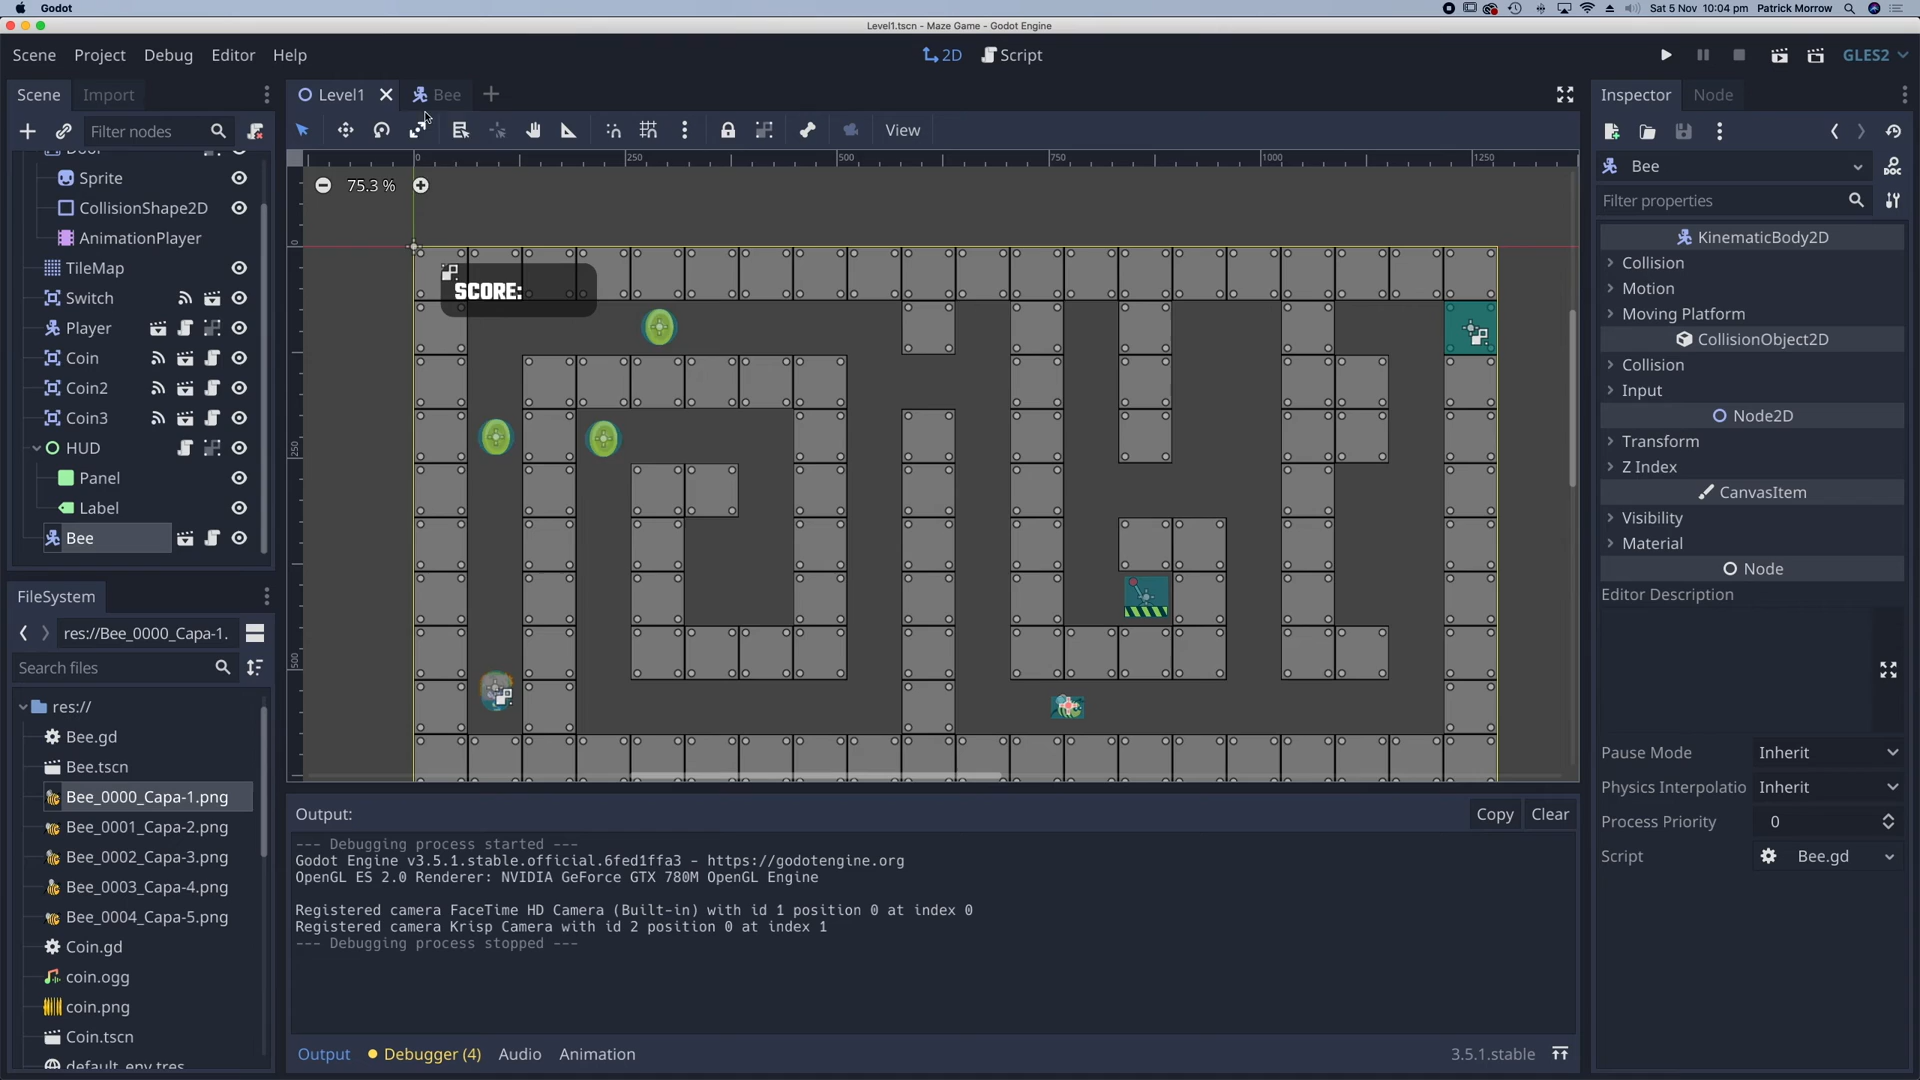 Godot
Sat 5 Nov 10:04 pm Patrick Morrow
Level1.tscn - Maze Game - Godot Engine
Scene Project Debug Editor Help
2D Script
GLES2
Scene Import
Filter nodes
Sprite
CollisionShape2D
AnimationPlayer
TileMap
Switch
Player
Coin
Coin2
Coin3
HUD
Panel
Label
Bee
FileSystem
res://Bee_0000_Capa-1.
Search files
res://
Bee.gd
Bee.tscn
Bee_0000_Capa-1.png
Bee_0001_Capa-2.png
Bee_0002_Capa-3.png
Bee_0003_Capa-4.png
Bee_0004_Capa-5.png
Coin.gd
coin.ogg
coin.png
Coin.tscn
default_env.tres
Level1 Bee
View
0 250 500 750 1000 1250
75.3 %
0
250
500
SCORE:
Output:
Copy Clear
--- Debugging process started ---
Godot Engine v3.5.1.stable.official.6fed1ffa3 - https://godotengine.org
OpenGL ES 2.0 Renderer: NVIDIA GeForce GTX 780M OpenGL Engine
Registered camera FaceTime HD Camera (Built-in) with id 1 position 0 at index 0
Registered camera Krisp Camera with id 2 position 0 at index 1
--- Debugging process stopped ---
Output Debugger (4) Audio Animation
3.5.1.stable
Inspector Node
Bee
DOC
Filter properties
KinematicBody2D
Collision
Motion
Moving Platform
CollisionObject2D
Collision
Input
Node2D
Transform
Z Index
CanvasItem
Visibility
Material
Node
Editor Description
Pause Mode Inherit
Physics Interpolatio Inherit
Process Priority 0
Script Bee.gd